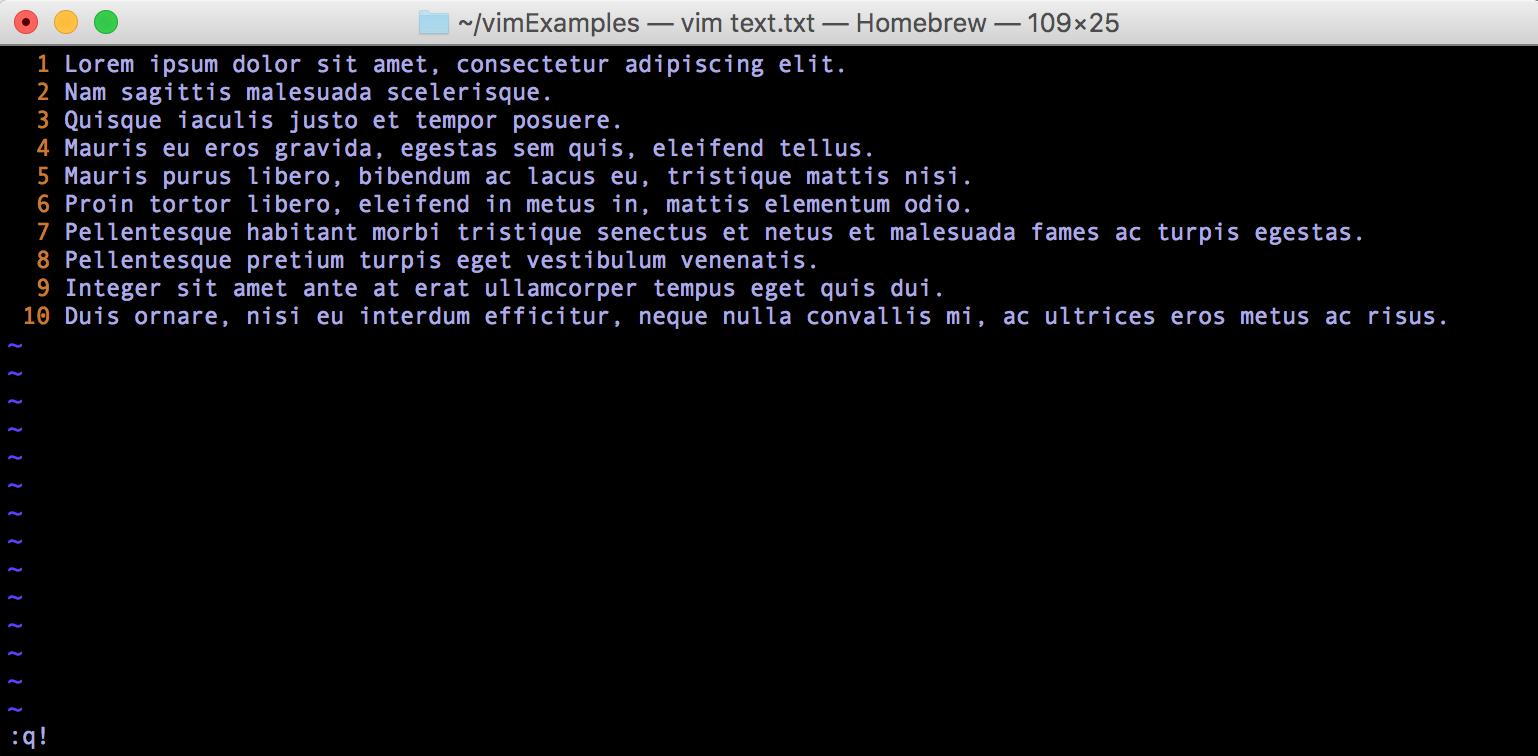 ~/vimExamples — vim text.txt — Homebrew — 109×25
1 Lorem ipsum dolor sit amet, consectetur adipiscing elit.
2 Nam sagittis malesuada scelerisque.
3 Quisque iaculis justo et tempor posuere.
4 Mauris eu eros gravida, egestas sem quis, eleifend tellus.
5 Mauris purus libero, bibendum ac lacus eu, tristique mattis nisi.
6 Proin tortor libero, eleifend in metus in, mattis elementum odio.
7 Pellentesque habitant morbi tristique senectus et netus et malesuada fames ac turpis egestas.
8 Pellentesque pretium turpis eget vestibulum venenatis.
9 Integer sit amet ante at erat ullamcorper tempus eget quis dui.
10 Duis ornare, nisi eu interdum efficitur, neque nulla convallis mi, ac ultrices eros metus ac risus.
~
~
~
~
~
~
~
~
~
~
~
~
~
~
:q!